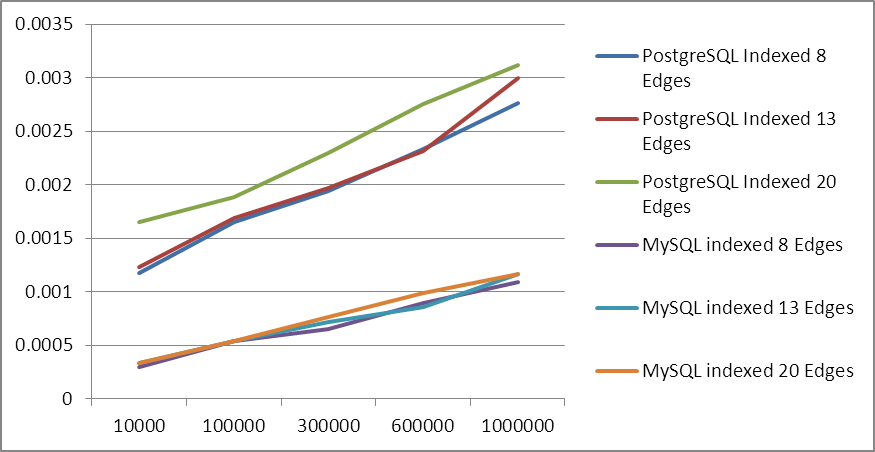 0.0035
0.003
0.0025
0.002
0.0015
0.001
0.0005
0
10000 100000 300000 600000 1000000
PostgreSQL Indexed 8
Edges
PostgreSQL Indexed 13
Edges
PostgreSQL Indexed 20
Edges
MySQL indexed 8 Edges
MySQL indexed 13 Edges
MySQL indexed 20 Edges